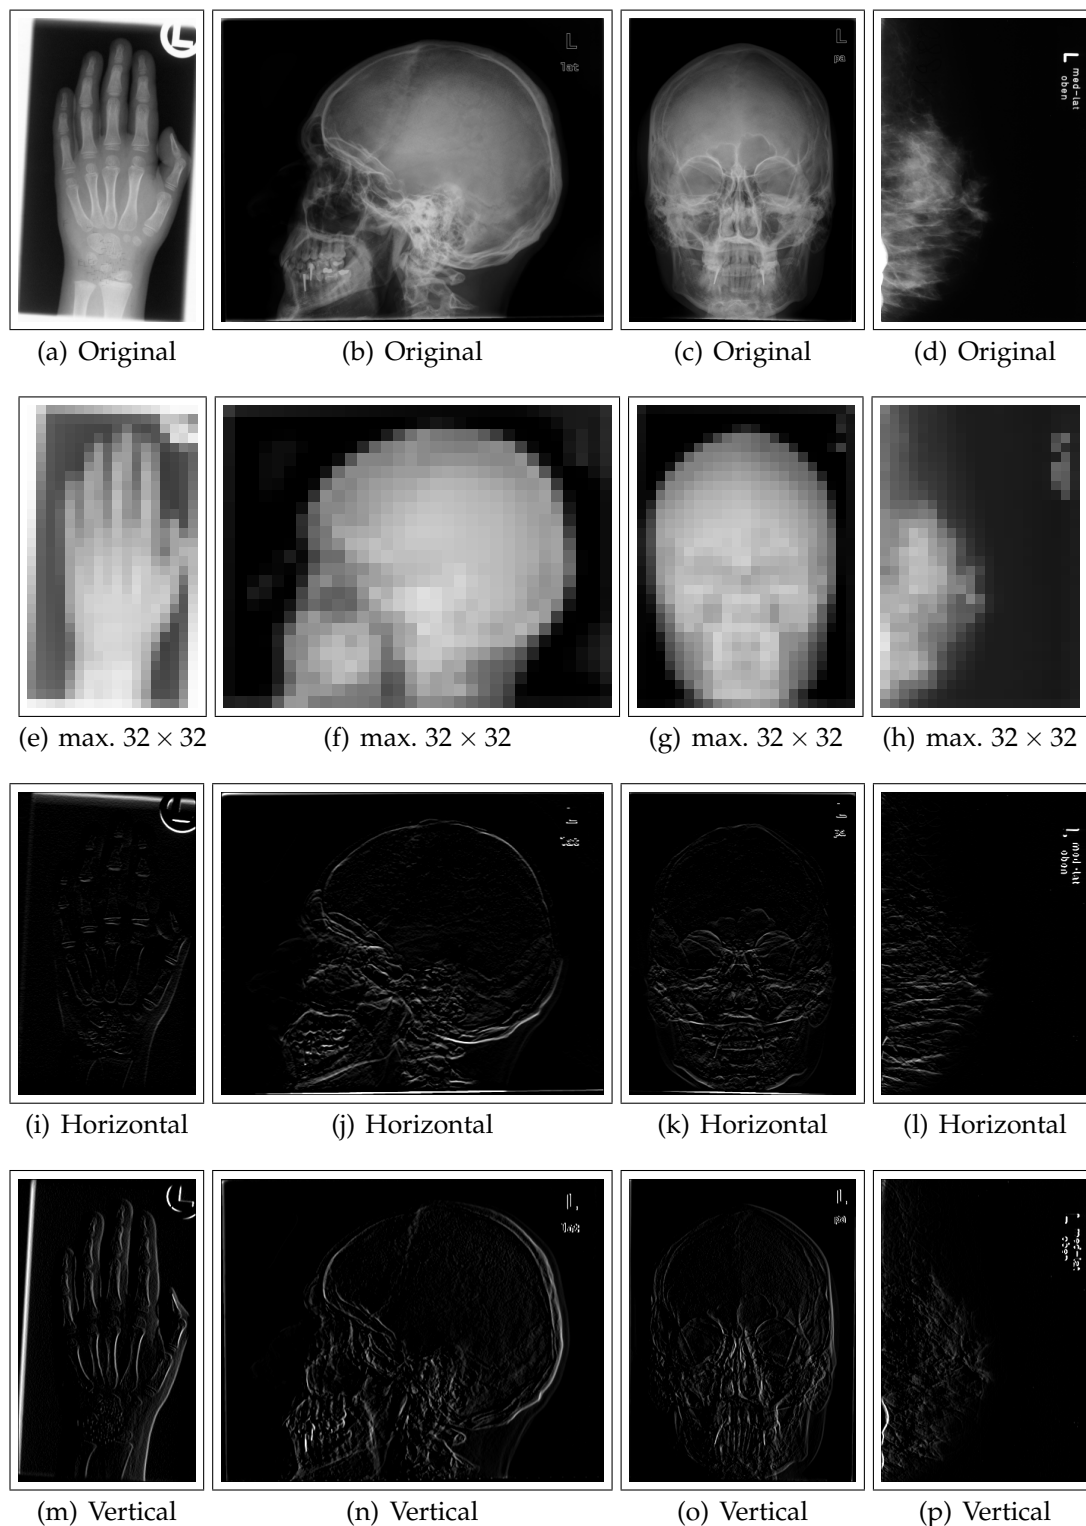 L
L
lat
L
pa
L
med-lat
oben
(a) Original
(b) Original
(c) Original
(d) Original
(e) max. 32 × 32
(f) max. 32 × 32
(g) max. 32 × 32
(h) max. 32 × 32
(i) Horizontal
(j) Horizontal
(k) Horizontal
(l) Horizontal
L
(m) Vertical
(n) Vertical
(o) Vertical
(p) Vertical